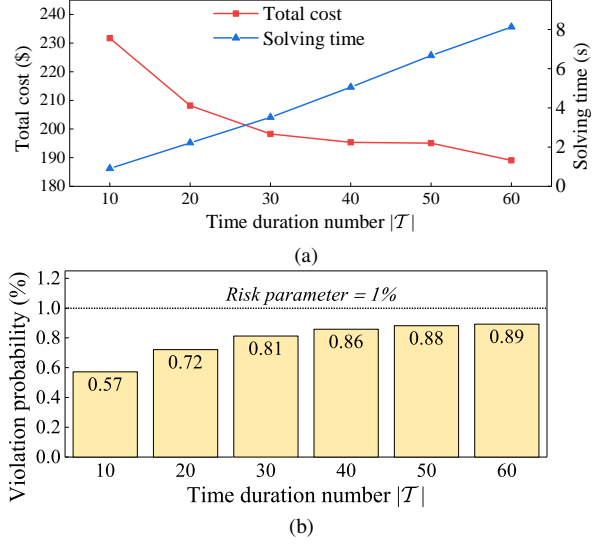 240
230
220
210
200
190
180
Total cost ($)
Total cost
Solving time
8
6
4
2
0
Solving time (s)
10 20 30 40 50 60
Time duration number |𝒯|
(a)
1.2
1.0
0.8
0.6
0.4
0.2
0.0
Violation probability (%)
Risk parameter = 1%
0.57 0.72 0.81 0.86 0.88 0.89
10 20 30 40 50 60
Time duration number |𝒯|
(b)